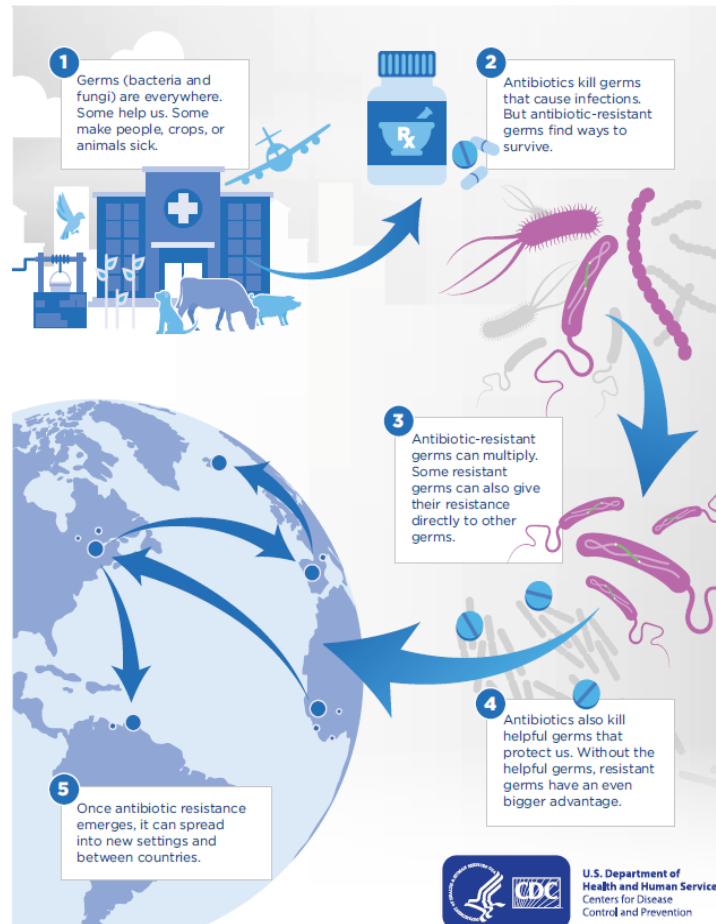 1
Germs (bacteria and
fungi) are everywhere.
Some help us. Some
make people, crops, or
animals sick.
Rx
2
Antibiotics kill germs
that cause infections.
But antibiotic-resistant
germs find ways to
survive.
3
Antibiotic-resistant
germs can multiply.
Some resistant
germs can also give
their resistance
directly to other
germs.
4
Antibiotics also kill
helpful germs that
protect us. Without the
helpful germs, resistant
germs have an even
bigger advantage.
5
Once antibiotic resistance
emerges, it can spread
into new settings and
between countries.
CDC
U.S. Department of
Health and Human Service
Centers for Disease
Control and Prevention